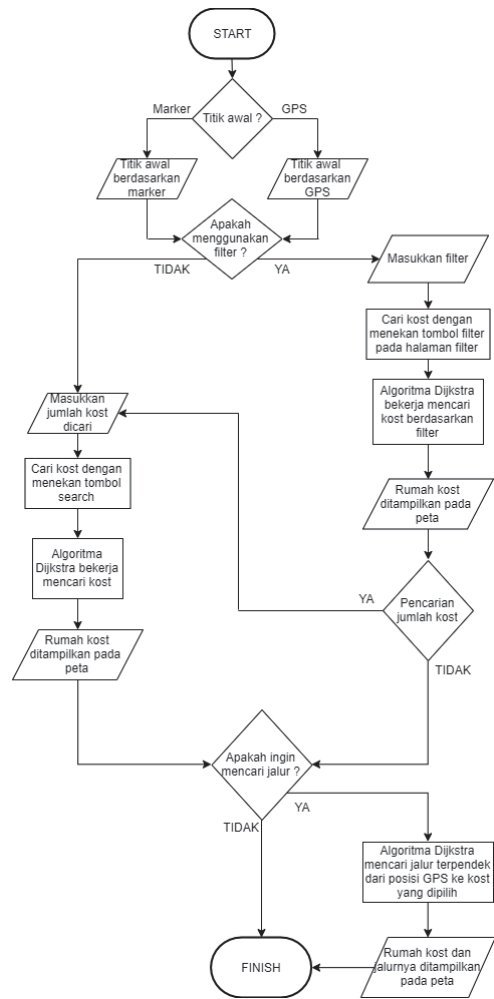 START
Marker
GPS
Titik awal ?
Titik awal
berdasarkan
marker
Titik awal
berdasarkan
GPS
Apakah
menggunakan
filter ?
TIDAK
YA
Masukkan filter
Cari kost dengan
menekan tombol filter
pada halaman filter
Algoritma Dijkstra
bekerja mencari
kost berdasarkan
filter
Rumah kost
ditampilkan pada
peta
Pencarian
jumlah kost
YA
TIDAK
Masukkan
jumlah kost
dicari
Cari kost dengan
menekan tombol
search
Algoritma
Dijkstra bekerja
mencari kost
Rumah kost
ditampilkan pada
peta
Apakah ingin
mencari jalur ?
TIDAK
YA
Algoritma Dijkstra
mencari jalur terpendek
dari posisi GPS ke kost
yang dipilih
Rumah kost dan
jalurnya ditampilkan
pada peta
FINISH